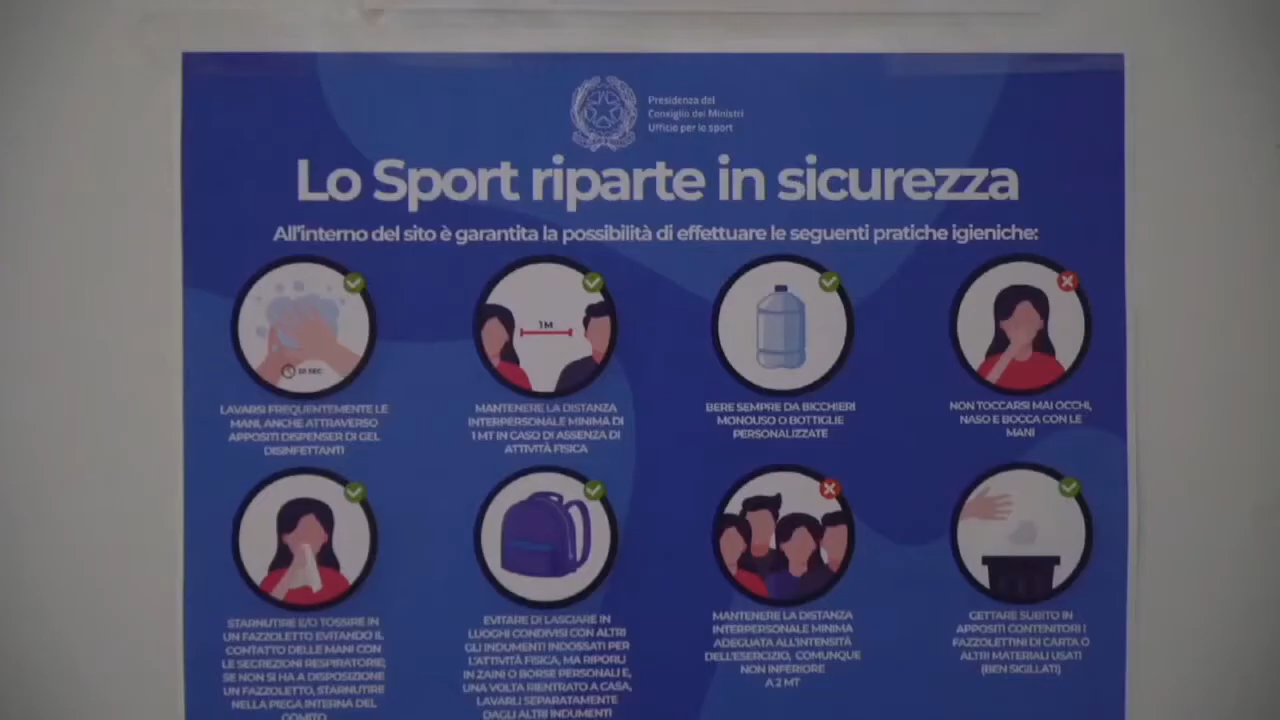 Presidenza del
Consiglio dei Ministri
Ufficio per lo sport
Lo Sport riparte in sicurezza
All'interno del sito è garantita la possibilità di effettuare le seguenti pratiche igieniche:
1 M
LAVARSI FREQUENTEMENTE LE
MANI, ANCHE ATTRAVERSO
APPOSITI DISPENSER DI GEL
DISINFETTANTI
MANTENERE LA DISTANZA
INTERPERSONALE MINIMA DI
1 MT IN CASO DI ASSENZA DI
ATTIVITÀ FISICA
BERE SEMPRE DA BICCHIERI
MONOUSO O BOTTIGLIE
PERSONALIZZATE
NON TOCCARSI MAI OCCHI,
NASO E BOCCA CON LE
MANI
STARNUTIRE E/O TOSSIRE IN
UN FAZZOLETTO EVITANDO IL
CONTATTO DELLE MANI CON
LE SECREZIONI RESPIRATORIE;
SE NON SI HA A DISPOSIZIONE
UN FAZZOLETTO, STARNUTIRE
NELLA PIEGA INTERNA DEL
GOMITO
EVITARE DI LASCIARE IN
LUOGHI CONDIVISI CON ALTRI
GLI INDUMENTI INDOSSATI PER
L'ATTIVITÀ FISICA, MA RIPORLI
IN ZAINI O BORSE PERSONALI E,
UNA VOLTA RIENTRATO A CASA,
LAVARLI SEPARATAMENTE
DAGLI ALTRI INDUMENTI
MANTENERE LA DISTANZA
INTERPERSONALE MINIMA
ADEGUATA ALL'INTENSITÀ
DELL'ESERCIZIO, COMUNQUE
NON INFERIORE
A 2 MT
GETTARE SUBITO IN
APPOSITI CONTENITORI I
FAZZOLETTINI DI CARTA O
ALTRI MATERIALI USATI
(BEN SIGILLATI)